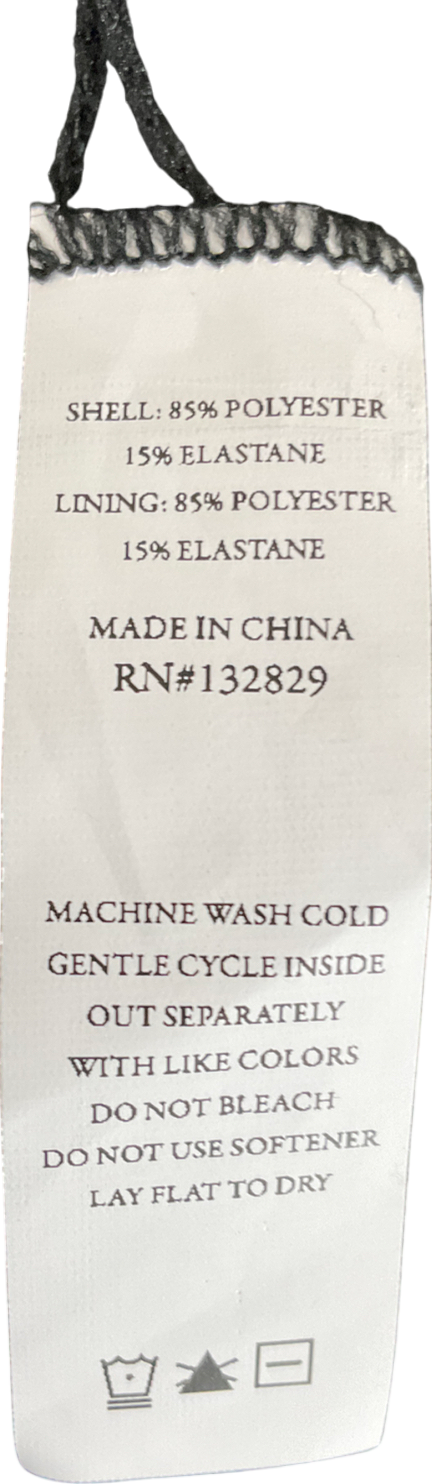 SHELL: 85% POLYESTER
15% ELASTANE
LINING: 85% POLYESTER
15% ELASTANE
MADE IN CHINA
RN#132829
MACHINE WASH COLD
GENTLE CYCLE INSIDE
OUT SEPARATELY
WITH LIKE COLORS
DO NOT BLEACH
DO NOT USE SOFTENER
LAY FLAT TO DRY